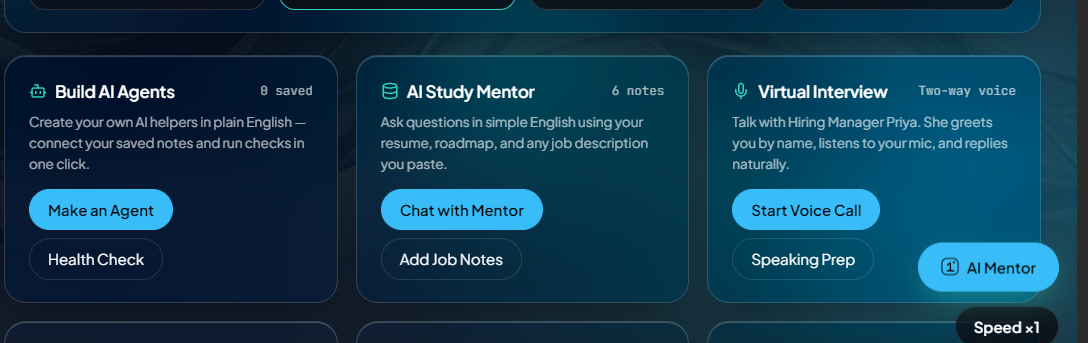 Build AI Agents
0 saved
Create your own AI helpers in plain English —
connect your saved notes and run checks in
one click.
Make an Agent
Health Check
AI Study Mentor
6 notes
Ask questions in simple English using your
resume, roadmap, and any job description
you paste.
Chat with Mentor
Add Job Notes
Virtual Interview
Two-way voice
Talk with Hiring Manager Priya. She greets
you by name, listens to your mic, and replies
naturally.
Start Voice Call
Speaking Prep
AI Mentor
Speed ×1